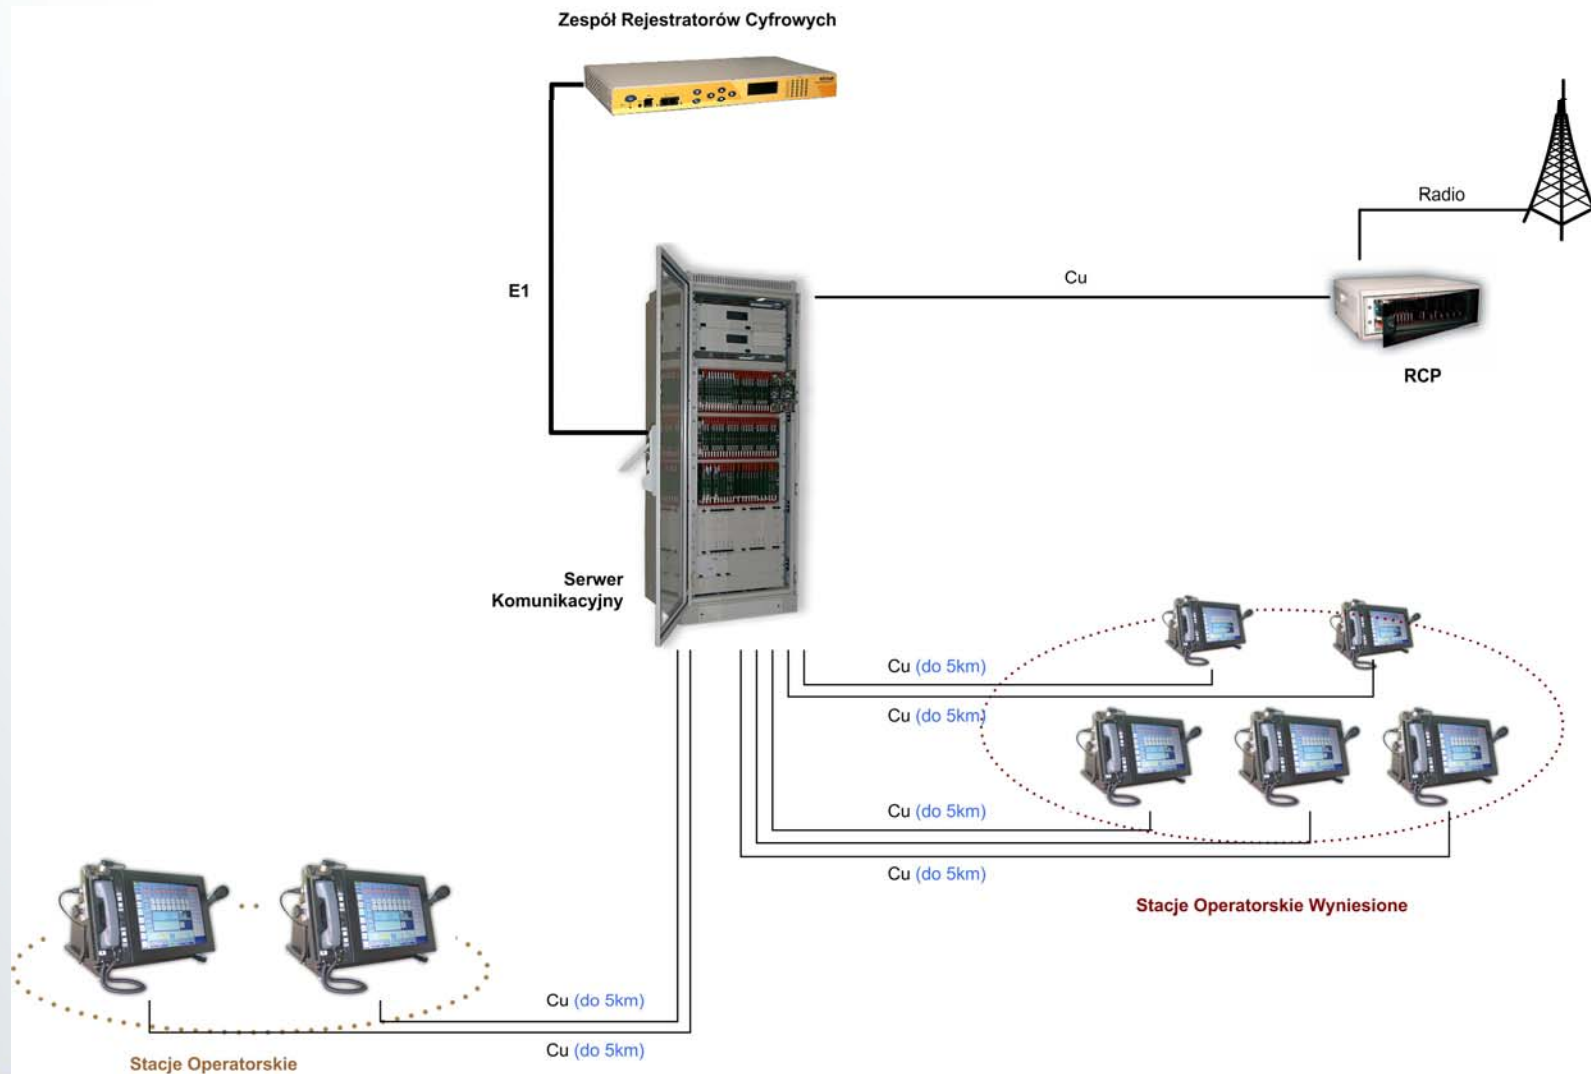 Zespół Rejestratorów Cyfrowych
Radio
E1
Cu
RCP
Serwer
Komunikacyjny
Cu (do 5km)
Cu (do 5km)
Cu (do 5km)
Cu (do 5km)
Stacje Operatorskie Wyniesione
Cu (do 5km)
Cu (do 5km)
Stacje Operatorskie